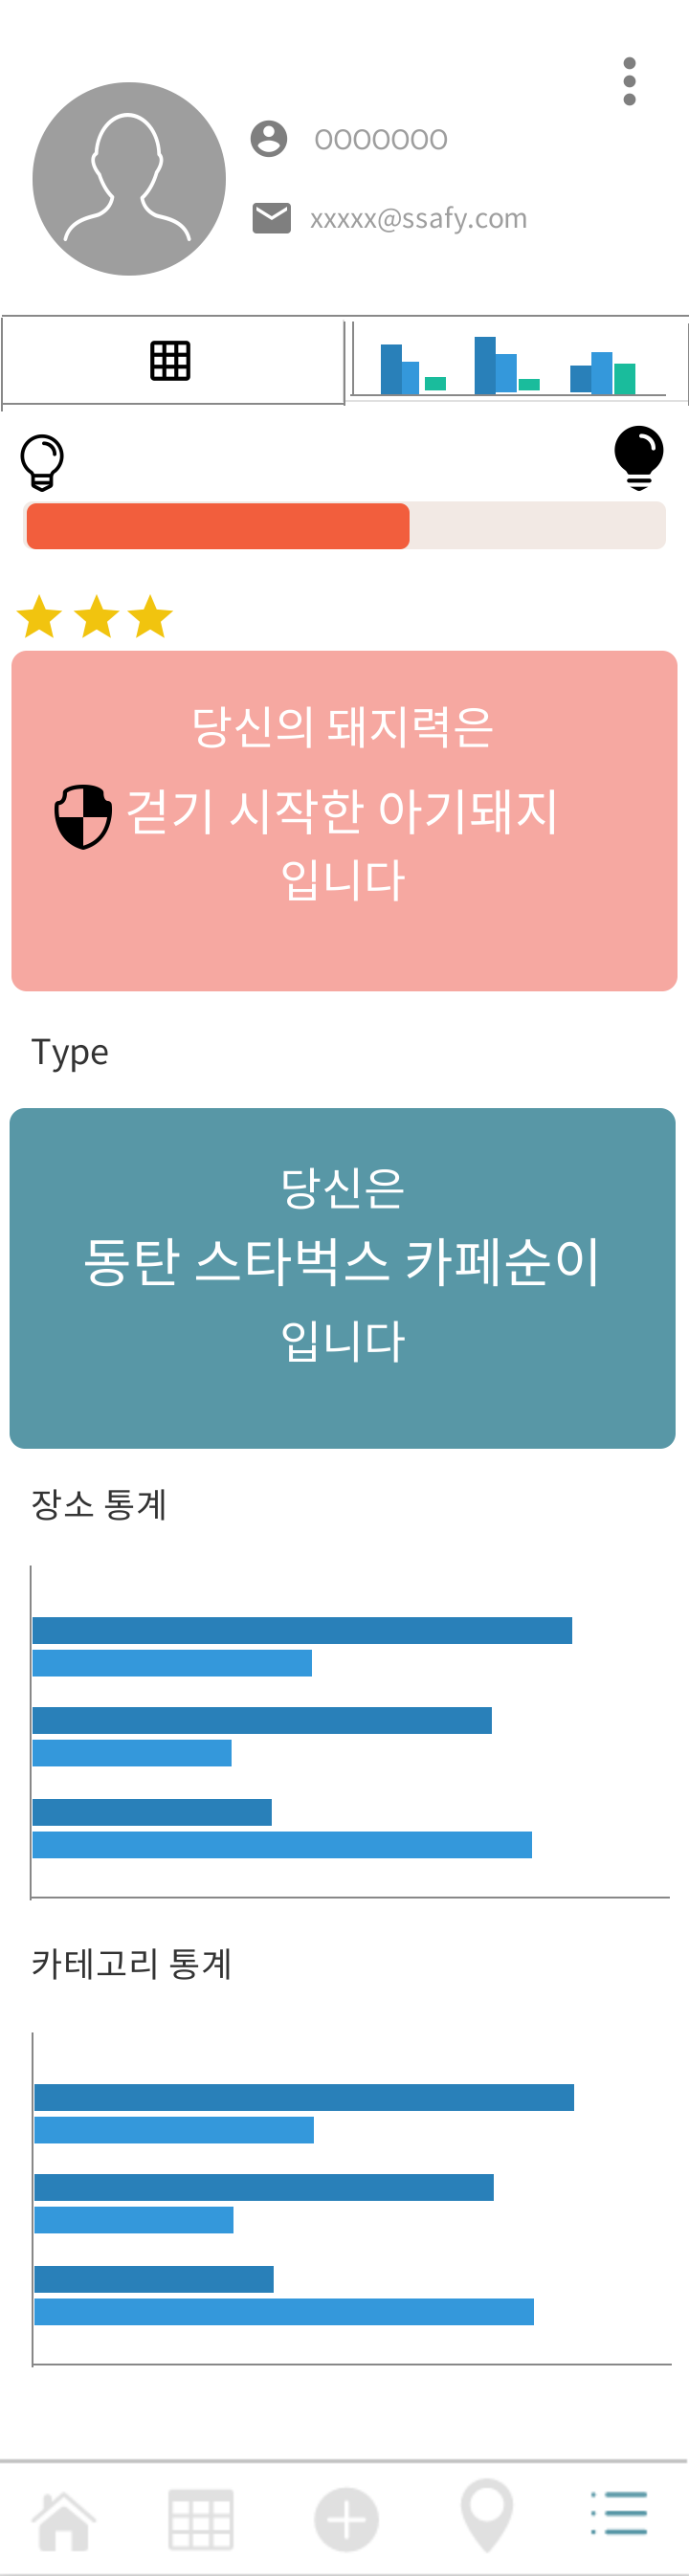 OOOOOOO
xxxxx@ssafy.com
당신의 돼지력은
걷기 시작한 아기돼지
입니다
Type
당신은
동탄 스타벅스 카페순이
입니다
장소 통계
카테고리 통계